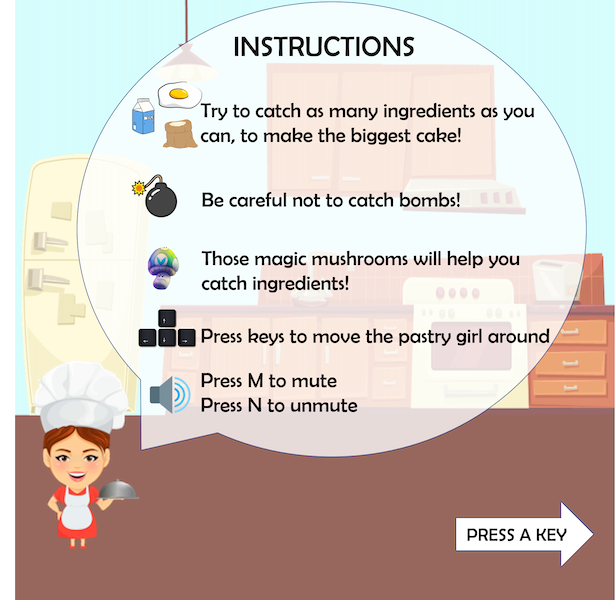 INSTRUCTIONS
Try to catch as many ingredients as you
can, to make the biggest cake!
Be careful not to catch bombs!
Those magic mushrooms will help you
catch ingredients!
Press keys to move the pastry girl around
Press M to mute
Press N to unmute
PRESS A KEY